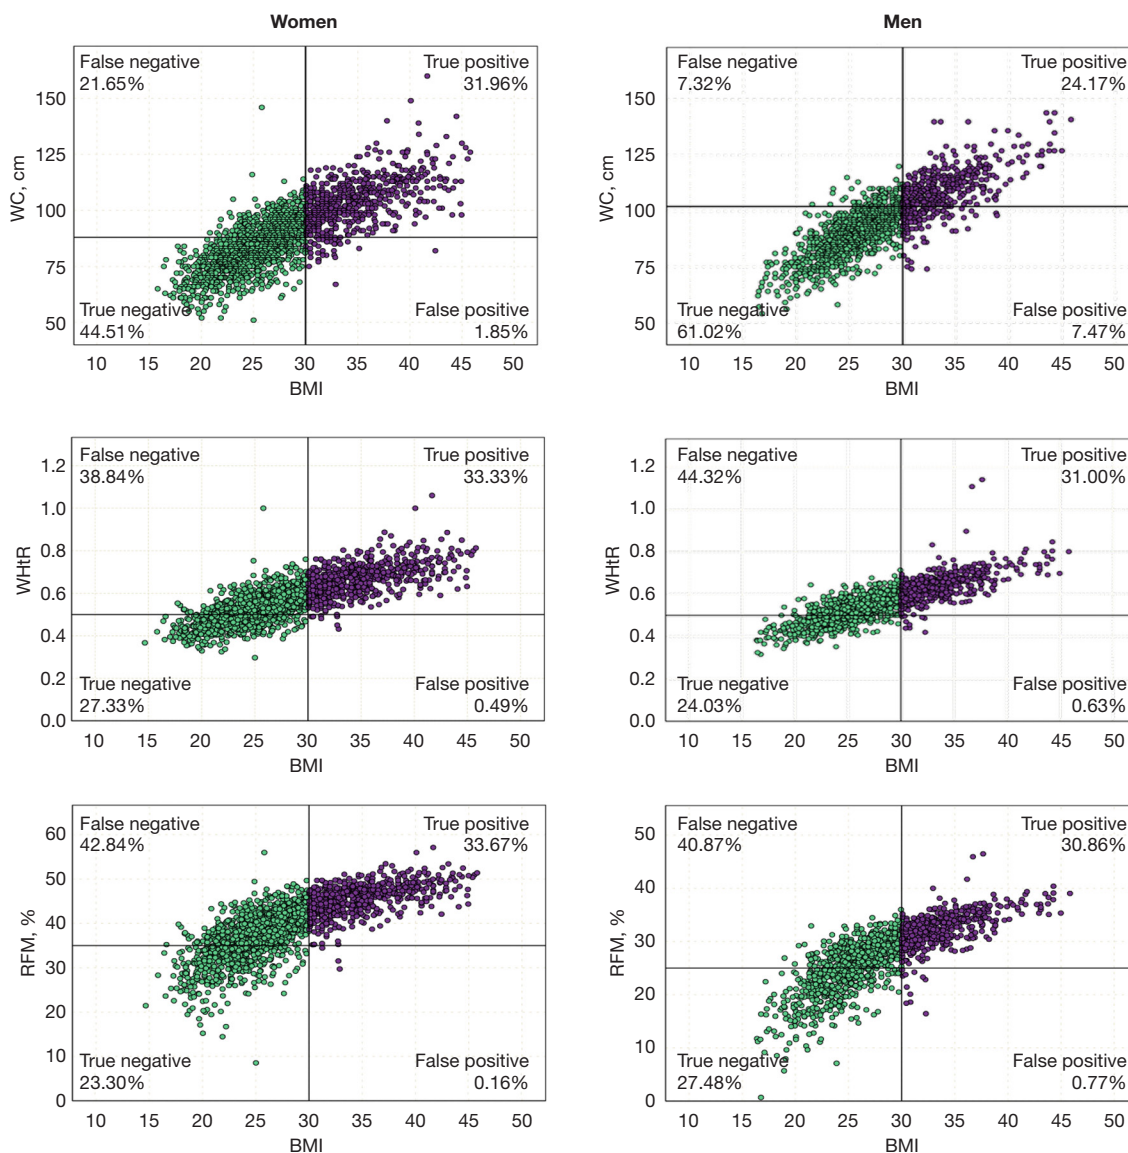 Women
Men
False negative
21.65%
True positive
31.96%
WC, cm
150
125
100
75
50
True negative
44.51%
False positive
1.85%
10 15 20 25 30 35 40 45 50
BMI
False negative
7.32%
True positive
24.17%
WC, cm
150
125
100
75
50
True negative
61.02%
False positive
7.47%
10 15 20 25 30 35 40 45 50
BMI
False negative
38.84%
True positive
33.33%
WHtR
1.2
1.0
0.8
0.6
0.4
0.2
0.0
True negative
27.33%
False positive
0.49%
10 15 20 25 30 35 40 45 50
BMI
False negative
44.32%
True positive
31.00%
WHtR
1.2
1.0
0.8
0.6
0.4
0.2
0.0
True negative
24.03%
False positive
0.63%
10 15 20 25 30 35 40 45 50
BMI
False negative
42.84%
True positive
33.67%
RFM, %
60
50
40
30
20
10
0
True negative
23.30%
False positive
0.16%
10 15 20 25 30 35 40 45 50
BMI
False negative
40.87%
True positive
30.86%
RFM, %
50
40
30
20
10
0
True negative
27.48%
False positive
0.77%
10 15 20 25 30 35 40 45 50
BMI